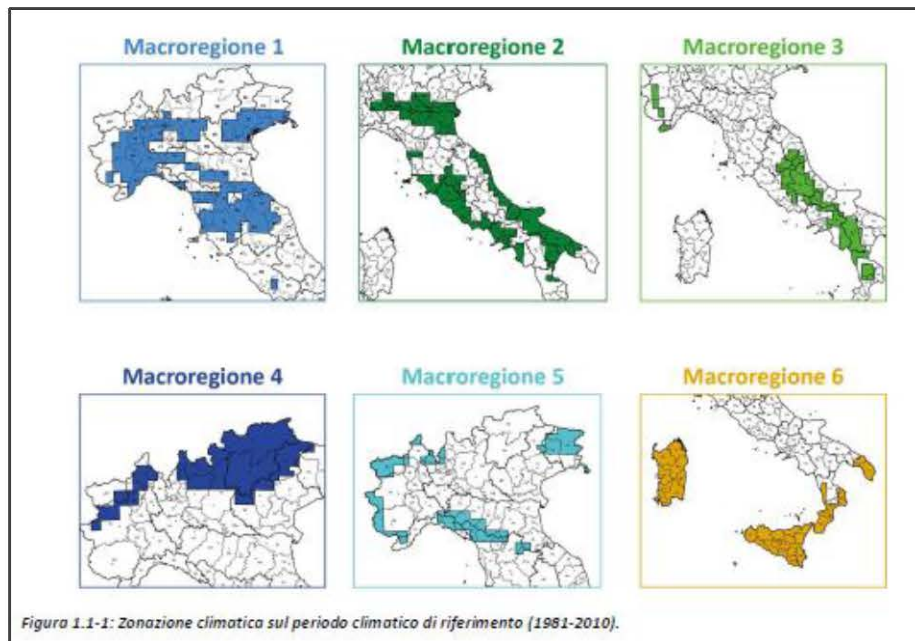 Macroregione 1
Macroregione 2
Macroregione 3
Macroregione 4
Macroregione 5
Macroregione 6
Figura 1.1-1: Zonazione climatica sul periodo climatico di riferimento (1981-2010).